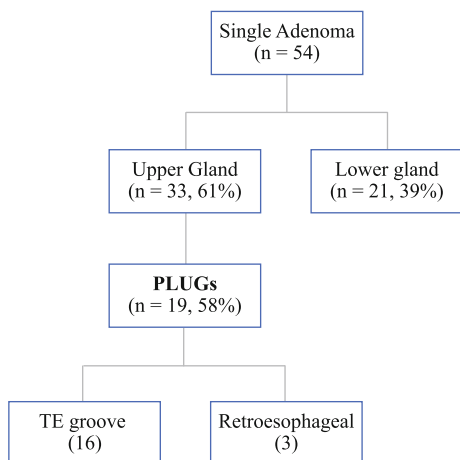 Single Adenoma
(n = 54)
Upper Gland
(n = 33, 61%)
Lower gland
(n = 21, 39%)
PLUGs
(n = 19, 58%)
TE groove
(16)
Retroesophageal
(3)